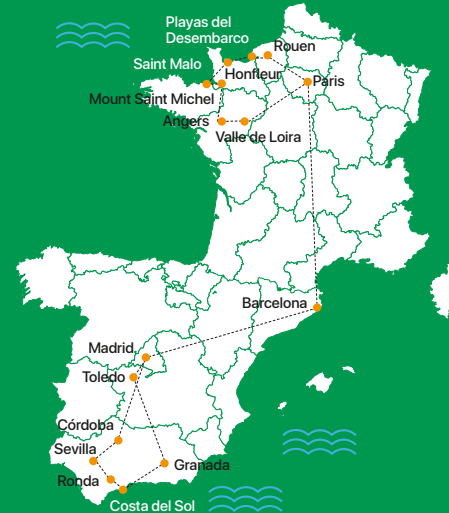 Playas del
Desembarco
Rouen
Saint Malo
Honfleur
Paris
Mount Saint Michel
Angers
Valle de Loira
Barcelona
Madrid
Toledo
Córdoba
Sevilla
Granada
Ronda
Costa del Sol